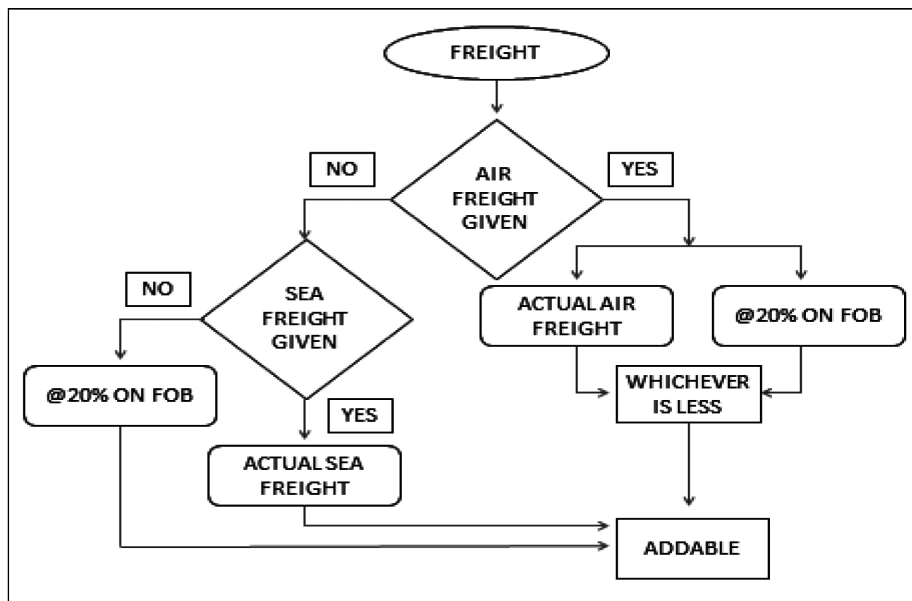 FREIGHT
NO
AIR
FREIGHT
GIVEN
YES
NO
SEA
FREIGHT
GIVEN
ACTUAL AIR
FREIGHT
@20% ON FOB
@20% ON FOB
YES
WHICHEVER
IS LESS
ACTUAL SEA
FREIGHT
ADDABLE